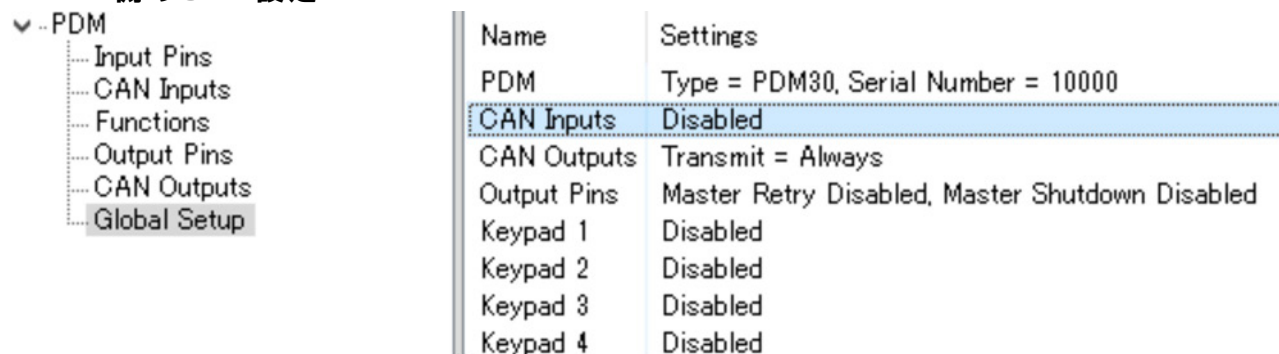 PDM
Input Pins
CAN Inputs
Functions
Output Pins
CAN Outputs
Global Setup
Name Settings
PDM Type = PDM30, Serial Number = 10000
CAN Inputs Disabled
CAN Outputs Transmit = Always
Output Pins Master Retry Disabled, Master Shutdown Disabled
Keypad 1 Disabled
Keypad 2 Disabled
Keypad 3 Disabled
Keypad 4 Disabled